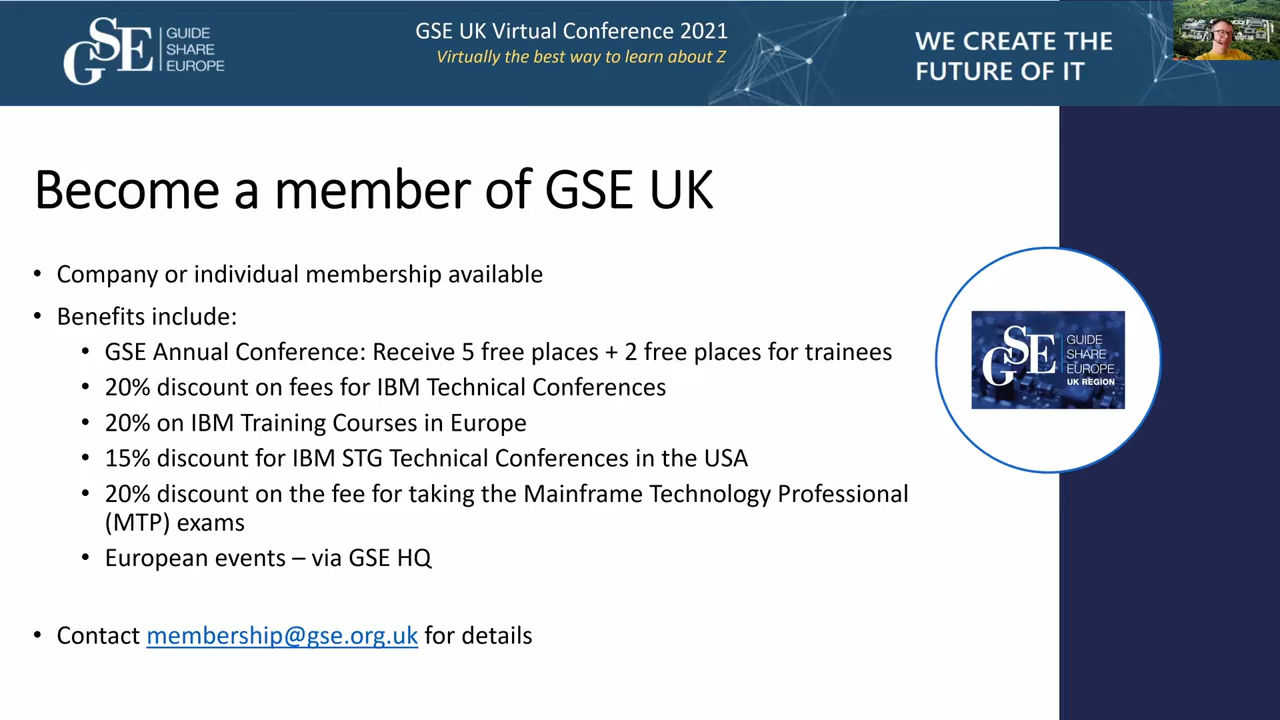 GSE GUIDE SHARE EUROPE
GSE UK Virtual Conference 2021
Virtually the best way to learn about Z
WE CREATE THE
FUTURE OF IT
Become a member of GSE UK
• Company or individual membership available
• Benefits include:
• GSE Annual Conference: Receive 5 free places + 2 free places for trainees
• 20% discount on fees for IBM Technical Conferences
• 20% on IBM Training Courses in Europe
• 15% discount for IBM STG Technical Conferences in the USA
• 20% discount on the fee for taking the Mainframe Technology Professional
(MTP) exams
• European events – via GSE HQ
• Contact membership@gse.org.uk for details
GSE GUIDE SHARE EUROPE UK REGION